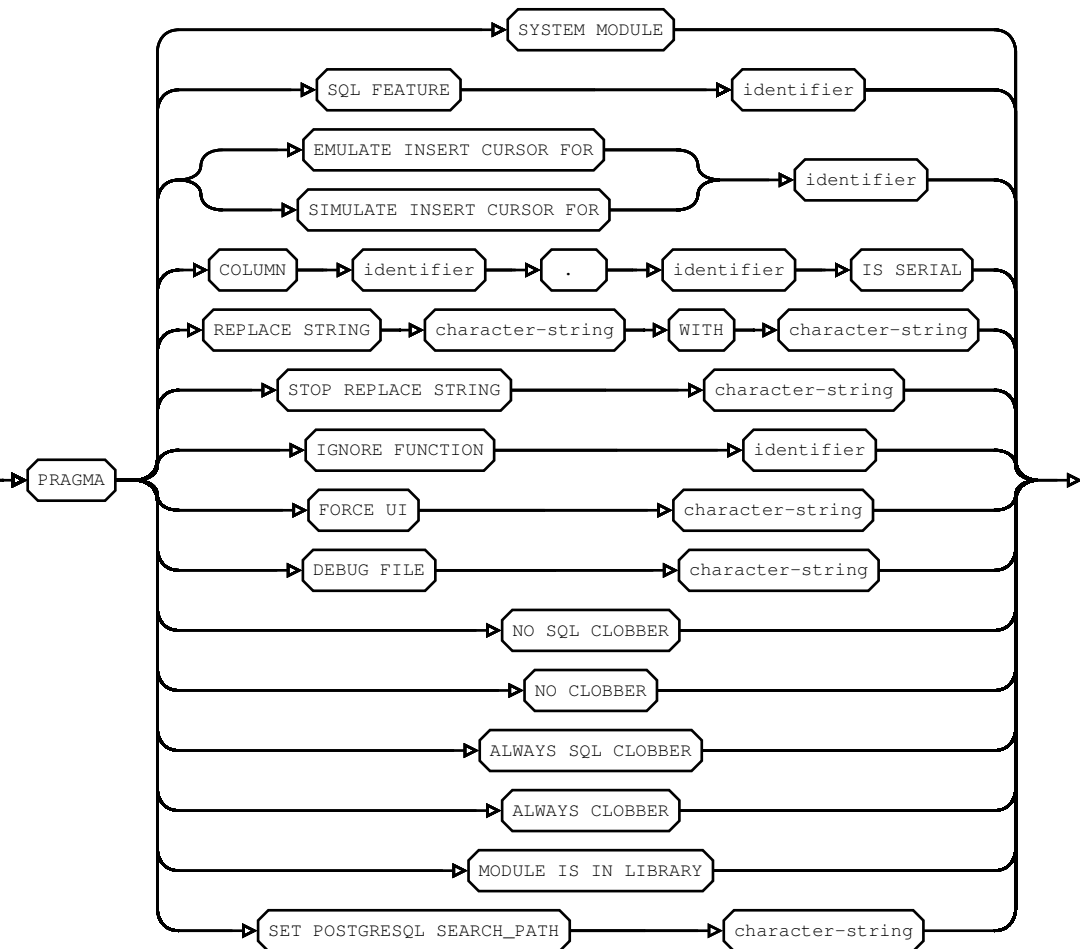 SYSTEM MODULE
SQL FEATURE identifier
EMULATE INSERT CURSOR FOR
identifier
SIMULATE INSERT CURSOR FOR
COLUMN identifier . identifier IS SERIAL
REPLACE STRING character-string WITH character-string
STOP REPLACE STRING character-string
IGNORE FUNCTION identifier
PRAGMA
FORCE UI character-string
DEBUG FILE character-string
NO SQL CLOBBER
NO CLOBBER
ALWAYS SQL CLOBBER
ALWAYS CLOBBER
MODULE IS IN LIBRARY
SET POSTGRESQL SEARCH_PATH character-string